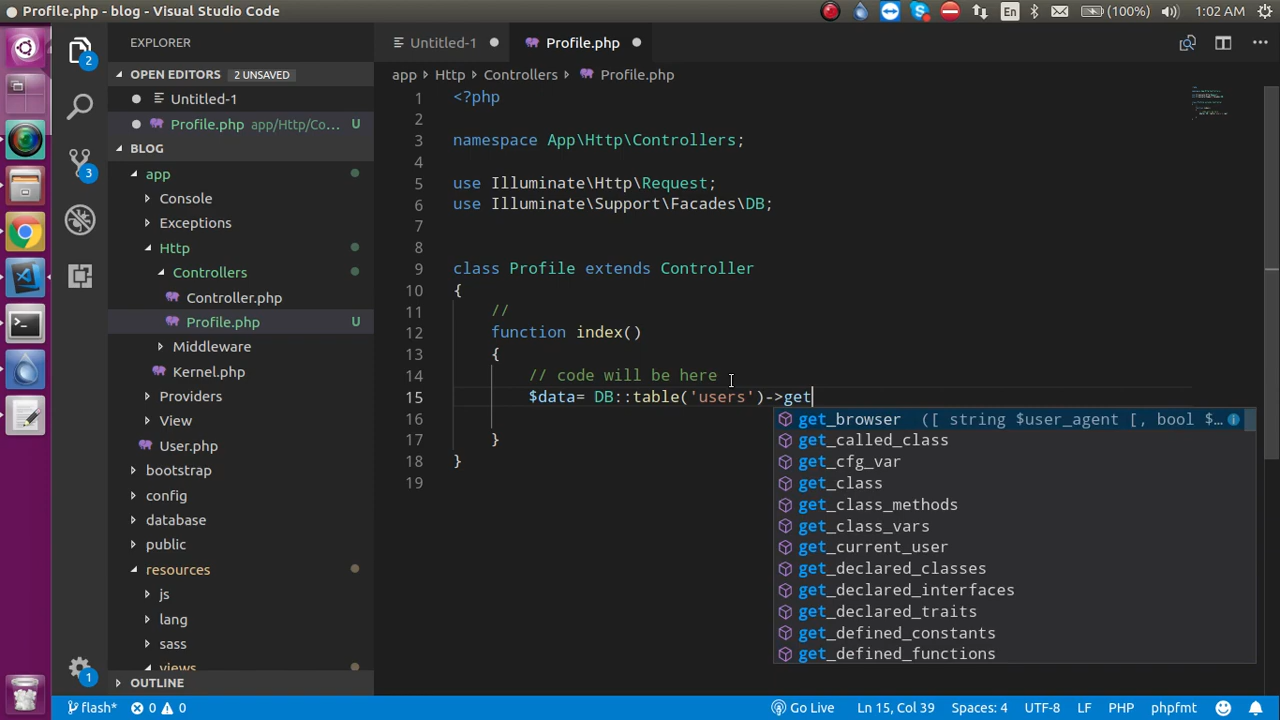 Profile.php - blog - Visual Studio Code
En
(100%)
1:02 AM
EXPLORER
OPEN EDITORS 2 UNSAVED
Untitled-1
Profile.php app/Http/Co... U
BLOG
app
Console
Exceptions
Http
Controllers
Controller.php
Profile.php U
Middleware
Kernel.php
Providers
View
User.php
bootstrap
config
database
public
resources
js
lang
sass
views
OUTLINE
2
3
1
Untitled-1
Profile.php
app Http Controllers Profile.php
1 <?php
2
3 namespace App\Http\Controllers;
4
5 use Illuminate\Http\Request;
6 use Illuminate\Support\Facades\DB;
7
8
9 class Profile extends Controller
10 {
11 //
12 function index()
13 {
14 // code will be here
15 $data= DB::table('users')->get
16
17 }
18 }
19
get_browser ([ string $user_agent [, bool $...
get_called_class
get_cfg_var
get_class
get_class_methods
get_class_vars
get_current_user
get_declared_classes
get_declared_interfaces
get_declared_traits
get_defined_constants
get_defined_functions
flash* 0 0 Go Live Ln 15, Col 39 Spaces: 4 UTF-8 LF PHP phpfmt